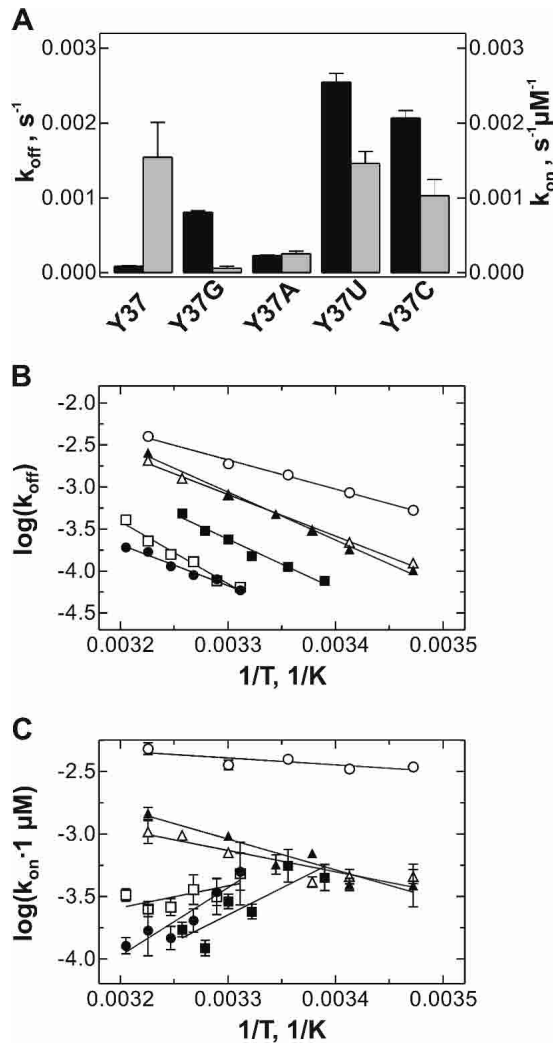 A
0.003
0.002
0.001
0.000
k_off , s⁻¹
0.003
0.002
0.001
0.000
k_on , s⁻¹μM⁻¹
Y37
Y37G
Y37A
Y37U
Y37C
B
-2.0
-2.5
-3.0
-3.5
-4.0
-4.5
log(k_off)
0.0032
0.0033
0.0034
0.0035
1/T, 1/K
C
-2.5
-3.0
-3.5
-4.0
log(k_on·1 μM)
0.0032
0.0033
0.0034
0.0035
1/T, 1/K